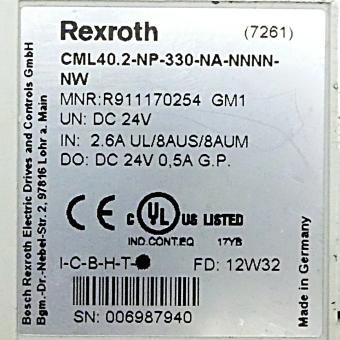 Rexroth (7261)
CML40.2-NP-330-NA-NNNN-
NW
MNR:R911170254 GM1
UN: DC 24V
IN: 2.6A UL/8AUS/8AUM
DO: DC 24V 0,5A G.P.
CE C UL US LISTED
IND.CONT.EQ 17YB
I-C-B-H-T- FD: 12W32
SN: 006987940
Bosch Rexroth Electric Drives and Controls GmbH
Bgm.-Dr.-Nebel-Str. 2, 97816 Lohr a. Main
Made in Germany